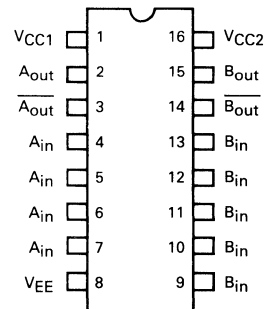 VCC1 1 16 VCC2
Aout 2 15 Bout
Aout 3 14 Bout
Ain 4 13 Bin
Ain 5 12 Bin
Ain 6 11 Bin
Ain 7 10 Bin
VEE 8 9 Bin